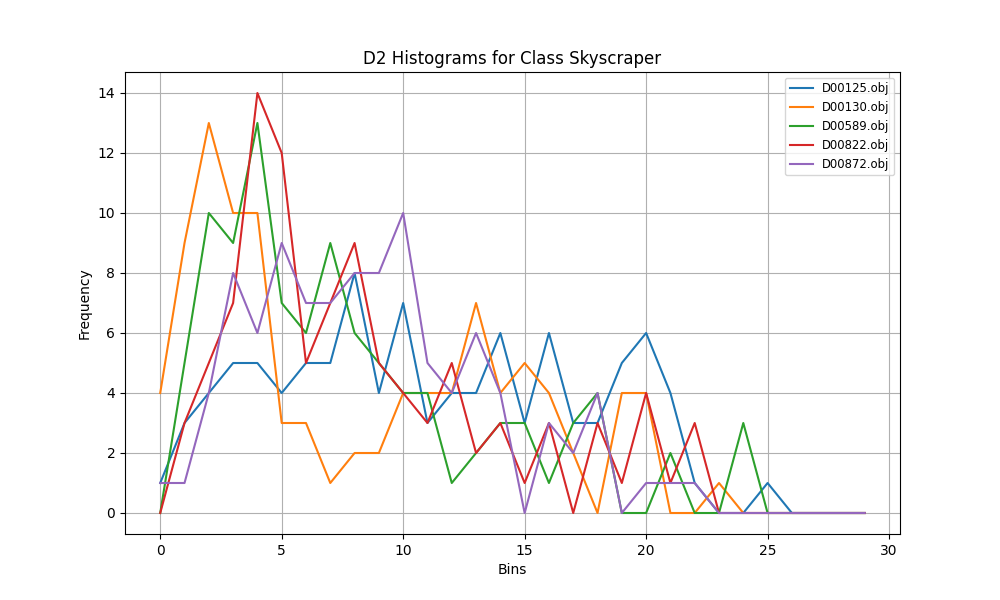 D2 Histograms for Class Skyscraper
14
12
10
8
6
4
2
0
Frequency
0
5
10
15
20
25
30
Bins
D00125.obj
D00130.obj
D00589.obj
D00822.obj
D00872.obj